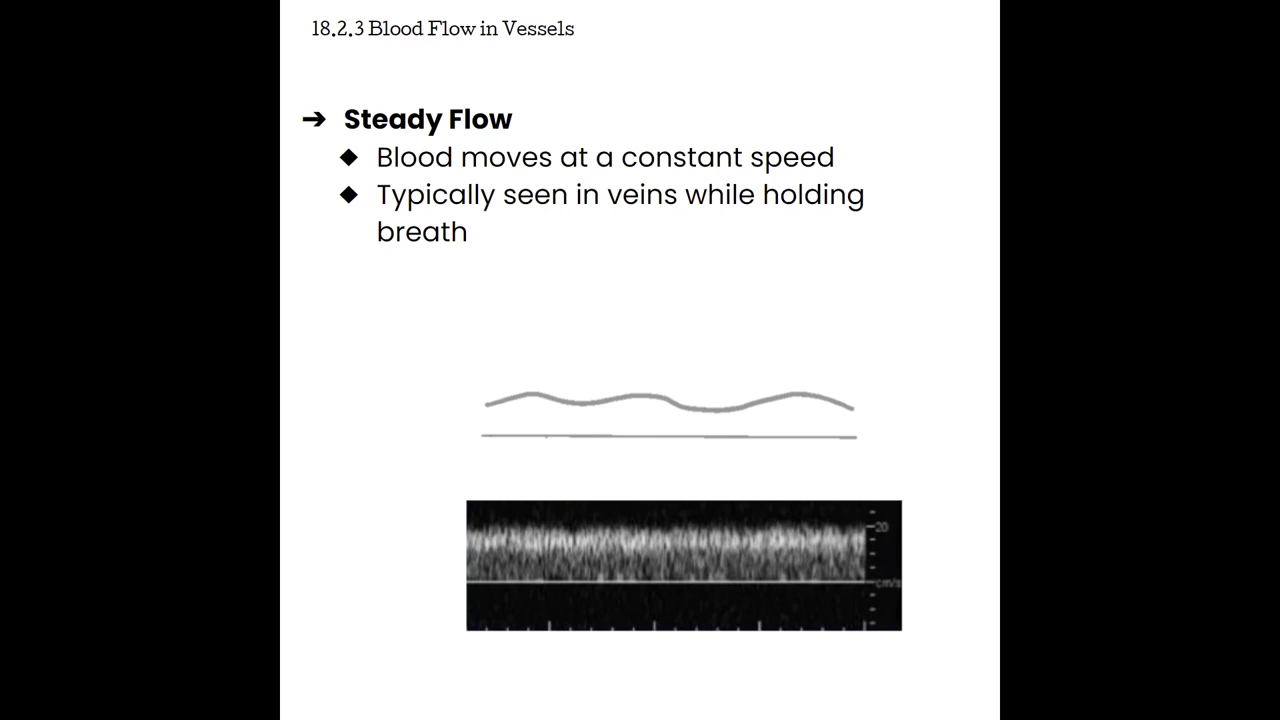 18.2.3 Blood Flow in Vessels
➔ Steady Flow
◆ Blood moves at a constant speed
◆ Typically seen in veins while holding
breath
20
cm/s